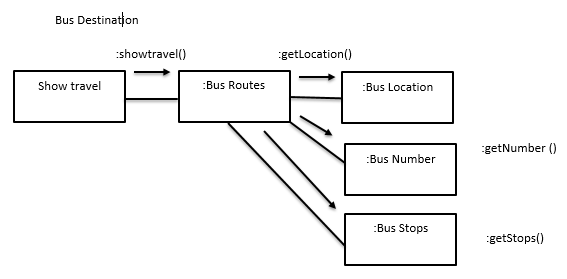 Bus Destination
:showtravel()
:getLocation()
Show travel
:Bus Routes
:Bus Location
:Bus Number
:getNumber ()
:Bus Stops
:getStops()